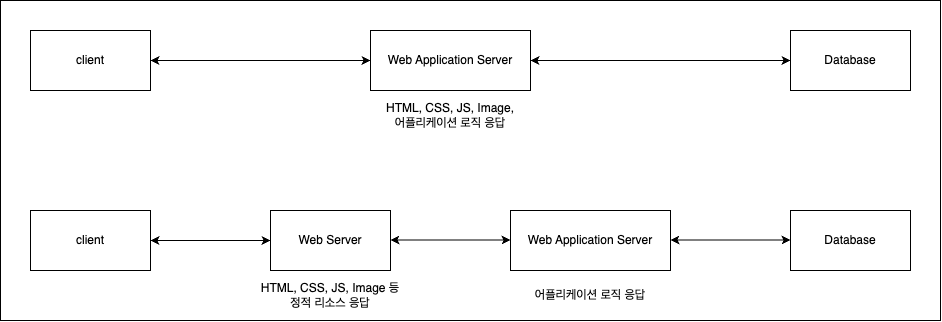 client
Web Application Server
Database
HTML, CSS, JS, Image,
어플리케이션 로직 응답
client
Web Server
Web Application Server
Database
HTML, CSS, JS, Image 등
정적 리소스 응답
어플리케이션 로직 응답